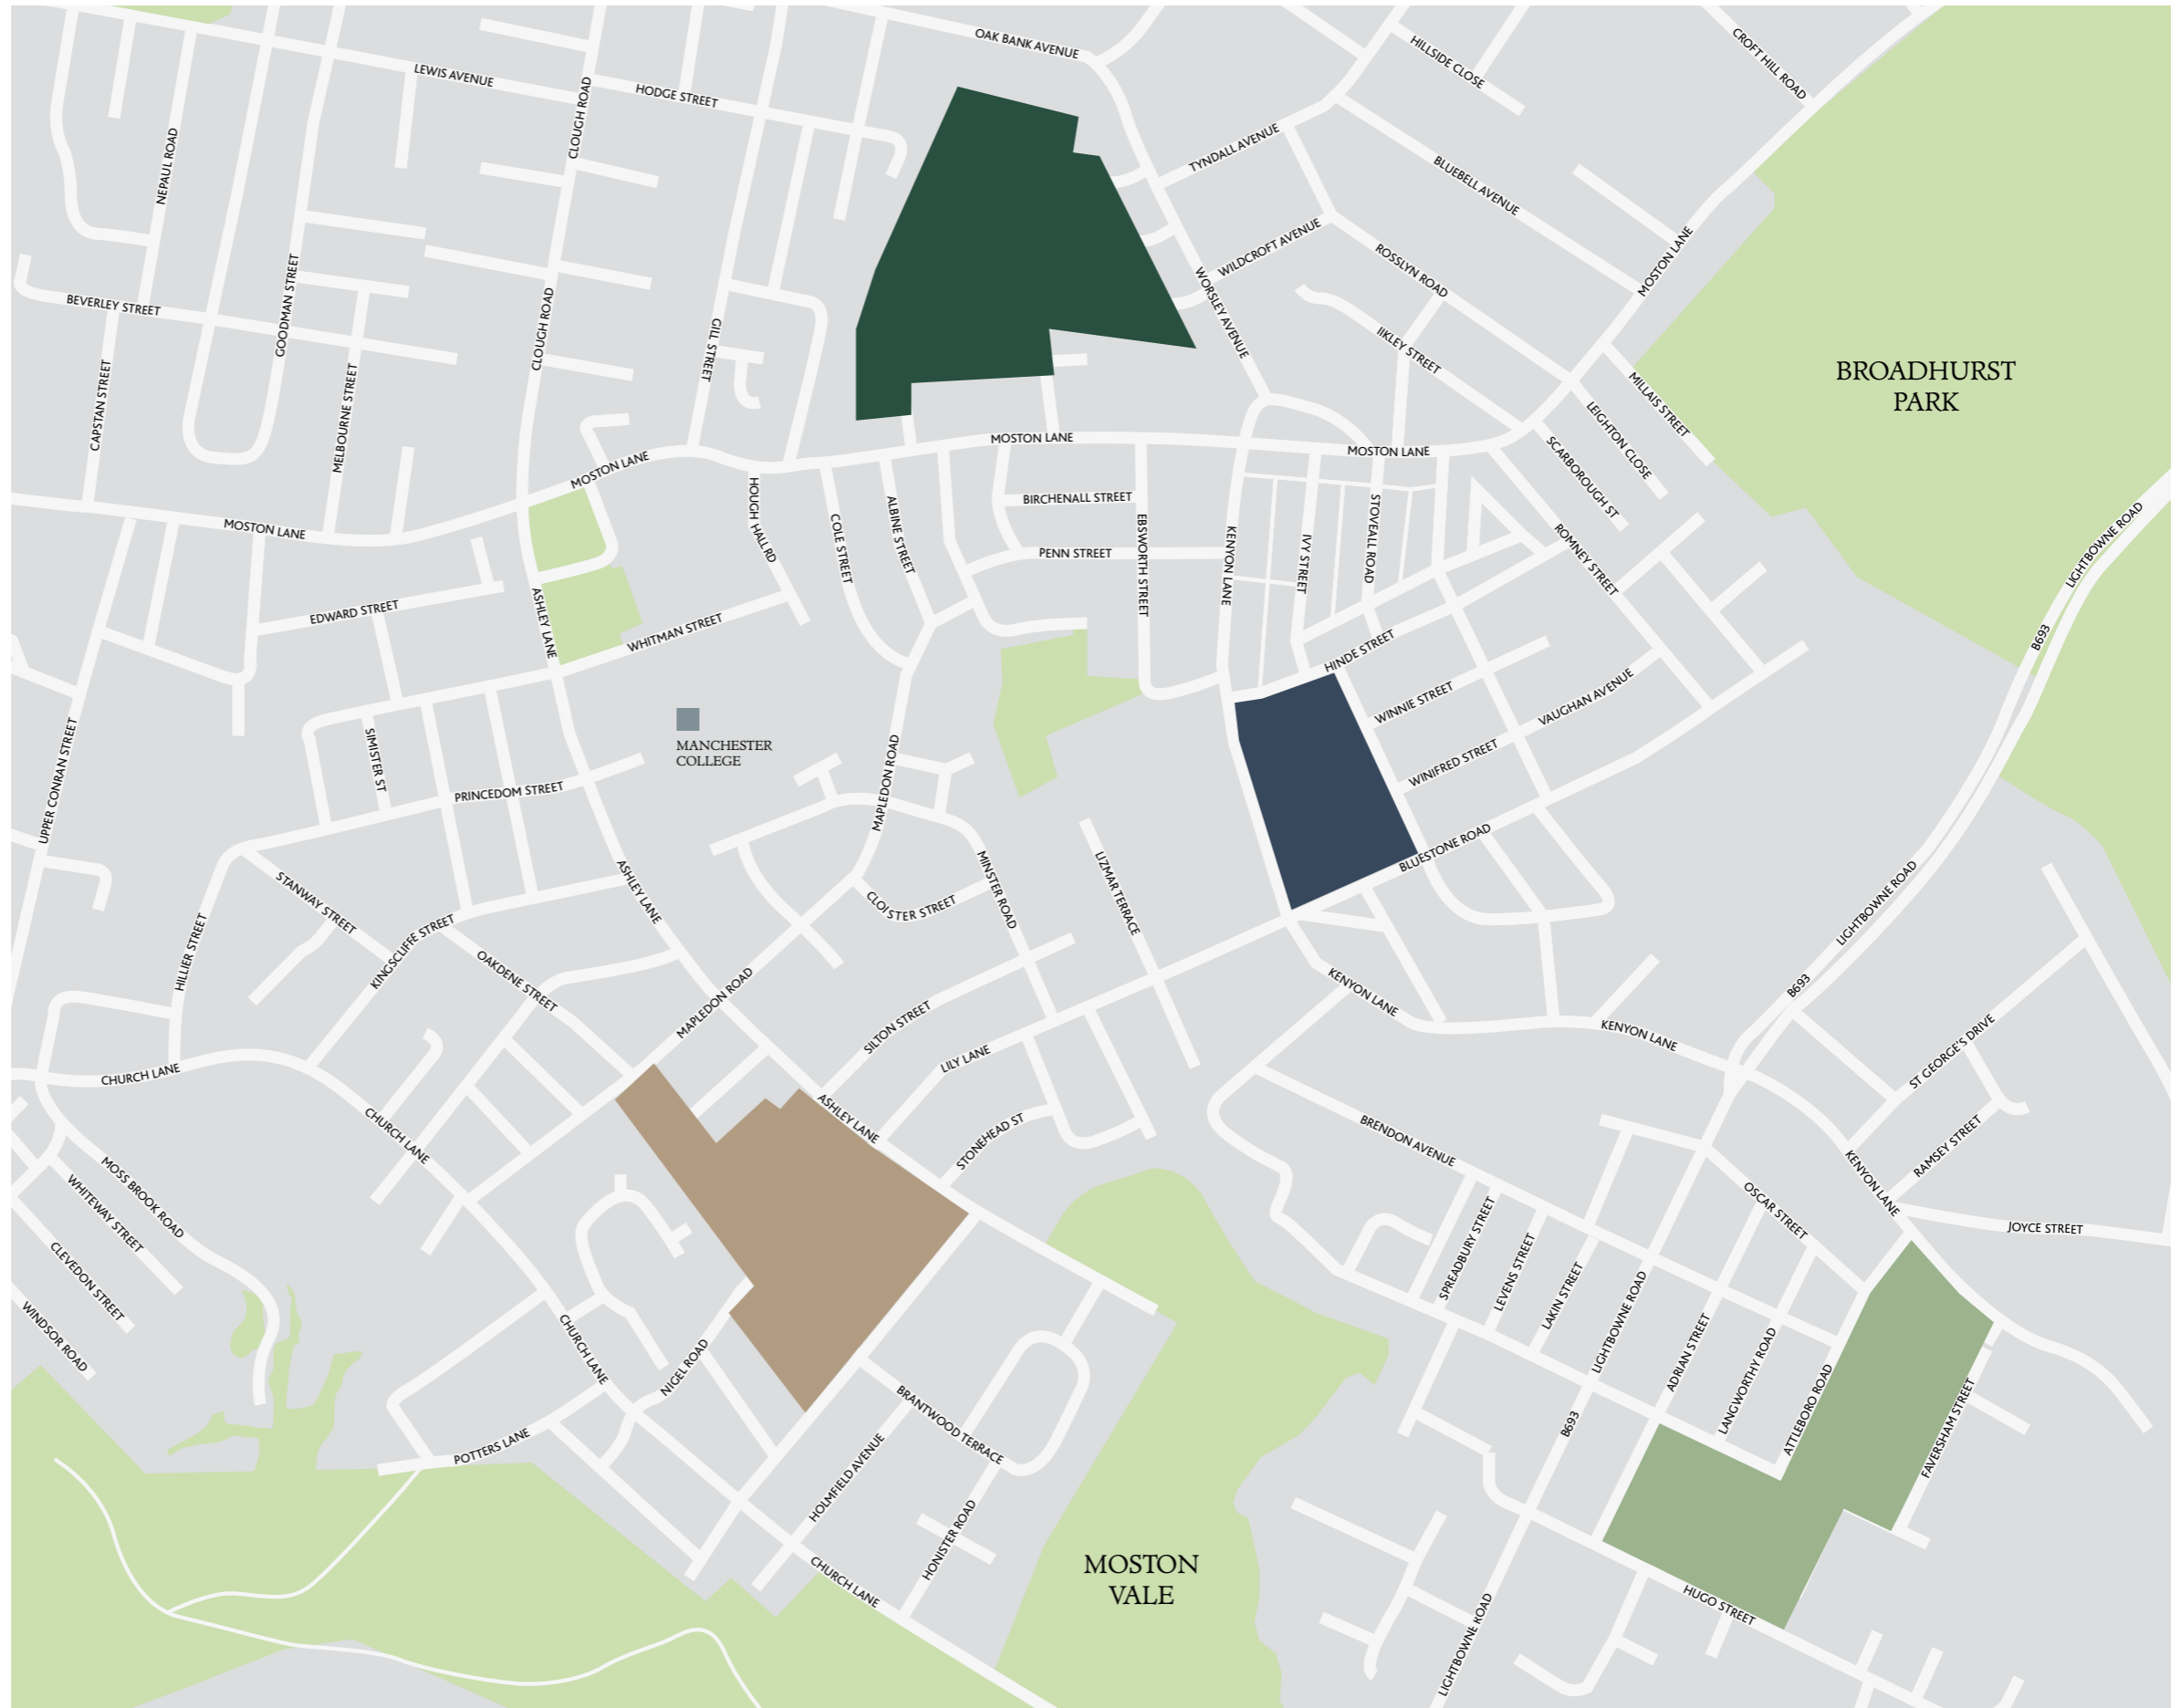 OAK BANK AVENUE
HILLSIDE CLOSE
CROFT HILL ROAD
LEWIS AVENUE
CLOUGH ROAD
HODGE STREET
NEPAUL ROAD
TYNDALL AVENUE
BLUEBELL AVENUE
WILDCROFT AVENUE
ROSSLYN ROAD
MOSTON LANE
BEVERLEY STREET
GOODMAN STREET
CLOUGH ROAD
GILL STREET
WORSLEY AVENUE
IIKLEY STREET
BROADHURST
PARK
CAPSTAN STREET
MELBOURNE STREET
MILLAIS STREET
LEIGHTON CLOSE
SCARBOROUGH ST
MOSTON LANE
MOSTON LANE
MOSTON LANE
MOSTON LANE
HOUGH HALL RD
COLE STREET
ALBINE STREET
BIRCHENALL STREET
PENN STREET
EBSWORTH STREET
KENYON LANE
IVY STREET
STOVEALL ROAD
ROMNEY STREET
LIGHTBOWNE ROAD
B693
EDWARD STREET
ASHLEY LANE
WHITMAN STREET
HINDE STREET
WINNIE STREET
VAUGHAN AVENUE
WINIFRED STREET
BLUESTONE ROAD
MANCHESTER
COLLEGE
UPPER CONRAN STREET
SIMISTER ST
PRINCEDOM STREET
MAPLEDON ROAD
MINSTER ROAD
LIZMAR TERRACE
CLOISTER STREET
STANWAY STREET
KINGSCLIFFE STREET
HILLIER STREET
OAKDENE STREET
ASHLEY LANE
MAPLEDON ROAD
SILTON STREET
LILY LANE
KENYON LANE
KENYON LANE
LIGHTBOWNE ROAD
B693
ST GEORGE'S DRIVE
RAMSEY STREET
KENYON LANE
JOYCE STREET
CHURCH LANE
CHURCH LANE
ASHLEY LANE
STONEHEAD ST
BRENDON AVENUE
OSCAR STREET
MOSS BROOK ROAD
WHITEWAY STREET
CLEVEDON STREET
WINDSOR ROAD
SPREADBURY STREET
LEVENS STREET
LAKIN STREET
LIGHTBOWNE ROAD
ADRIAN STREET
LANGWORTHY ROAD
ATTLEBORO ROAD
FAVERSHAM STREET
B693
CHURCH LANE
NIGEL ROAD
POTTERS LANE
BRANTWOOD TERRACE
HOLMFIELD AVENUE
HONISTER ROAD
CHURCH LANE
MOSTON
VALE
HUGO STREET
LIGHTBOWNE ROAD